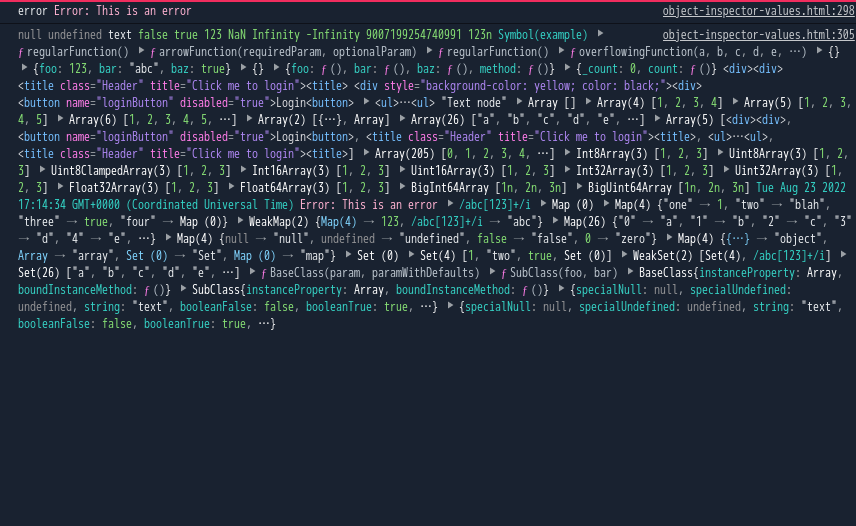 error Error: This is an error object-inspector-values.html:298
null undefined text false true 123 NaN Infinity -Infinity 9007199254740991 123n Symbol(example) ▶ object-inspector-values.html:305
ƒ regularFunction() ▶ ƒ arrowFunction(requiredParam, optionalParam) ▶ ƒ regularFunction() ▶ ƒ overflowingFunction(a, b, c, d, e, …) ▶ {}
▶ {foo: 123, bar: "abc", baz: true} ▶ {} ▶ {foo: ƒ (), bar: ƒ (), baz: ƒ (), method: ƒ ()} ▶ {_count: 0, count: ƒ ()} <div><div>
<title class="Header" title="Click me to login"><title> <div style="background-color: yellow; color: black;"><div>
<button name="loginButton" disabled="true">Login<button> ▶ <ul>⋯<ul> "Text node" ▶ Array [] ▶ Array(4) [1, 2, 3, 4] ▶ Array(5) [1, 2, 3,
4, 5] ▶ Array(6) [1, 2, 3, 4, 5, …] ▶ Array(2) [{…}, Array] ▶ Array(26) ["a", "b", "c", "d", "e", …] ▶ Array(5) [<div><div>,
<button name="loginButton" disabled="true">Login<button>, <title class="Header" title="Click me to login"><title>, <ul>⋯<ul>,
<title class="Header" title="Click me to login"><title>] ▶ Array(205) [0, 1, 2, 3, 4, …] ▶ Int8Array(3) [1, 2, 3] ▶ Uint8Array(3) [1, 2,
3] ▶ Uint8ClampedArray(3) [1, 2, 3] ▶ Int16Array(3) [1, 2, 3] ▶ Uint16Array(3) [1, 2, 3] ▶ Int32Array(3) [1, 2, 3] ▶ Uint32Array(3) [1,
2, 3] ▶ Float32Array(3) [1, 2, 3] ▶ Float64Array(3) [1, 2, 3] ▶ BigInt64Array [1n, 2n, 3n] ▶ BigUint64Array [1n, 2n, 3n] Tue Aug 23 2022
17:14:34 GMT+0000 (Coordinated Universal Time) Error: This is an error ▶ /abc[123]+/i ▶ Map (0) ▶ Map(4) {"one" → 1, "two" → "blah",
"three" → true, "four" → Map (0)} ▶ WeakMap(2) {Map(4) → 123, /abc[123]+/i → "abc"} ▶ Map(26) {"0" → "a", "1" → "b", "2" → "c", "3"
→ "d", "4" → "e", …} ▶ Map(4) {null → "null", undefined → "undefined", false → "false", 0 → "zero"} ▶ Map(4) {{…} → "object",
Array → "array", Set (0) → "Set", Map (0) → "map"} ▶ Set (0) ▶ Set(4) [1, "two", true, Set (0)] ▶ WeakSet(2) [Set(4), /abc[123]+/i] ▶
Set(26) ["a", "b", "c", "d", "e", …] ▶ ƒ BaseClass(param, paramWithDefaults) ▶ ƒ SubClass(foo, bar) ▶ BaseClass{instanceProperty: Array,
boundInstanceMethod: ƒ ()} ▶ SubClass{instanceProperty: Array, boundInstanceMethod: ƒ ()} ▶ {specialNull: null, specialUndefined:
undefined, string: "text", booleanFalse: false, booleanTrue: true, …} ▶ {specialNull: null, specialUndefined: undefined, string: "text",
booleanFalse: false, booleanTrue: true, …}